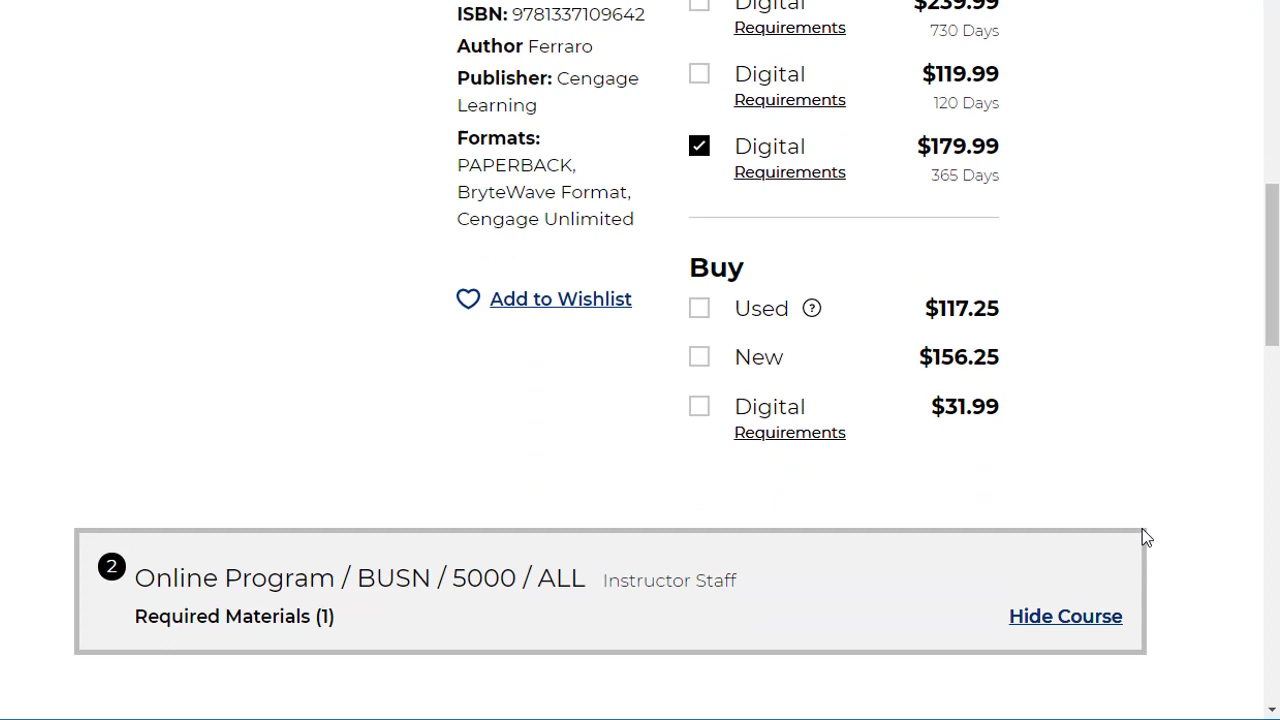 ISBN: 9781337109642
Author Ferraro
Publisher: Cengage
Learning
Formats:
PAPERBACK,
BryteWave Format,
Cengage Unlimited
Add to Wishlist
Digital $239.99
Requirements 730 Days
Digital $119.99
Requirements 120 Days
Digital $179.99
Requirements 365 Days
Buy
Used ? $117.25
New $156.25
Digital $31.99
Requirements
2 Online Program / BUSN / 5000 / ALL Instructor Staff
Required Materials (1) Hide Course